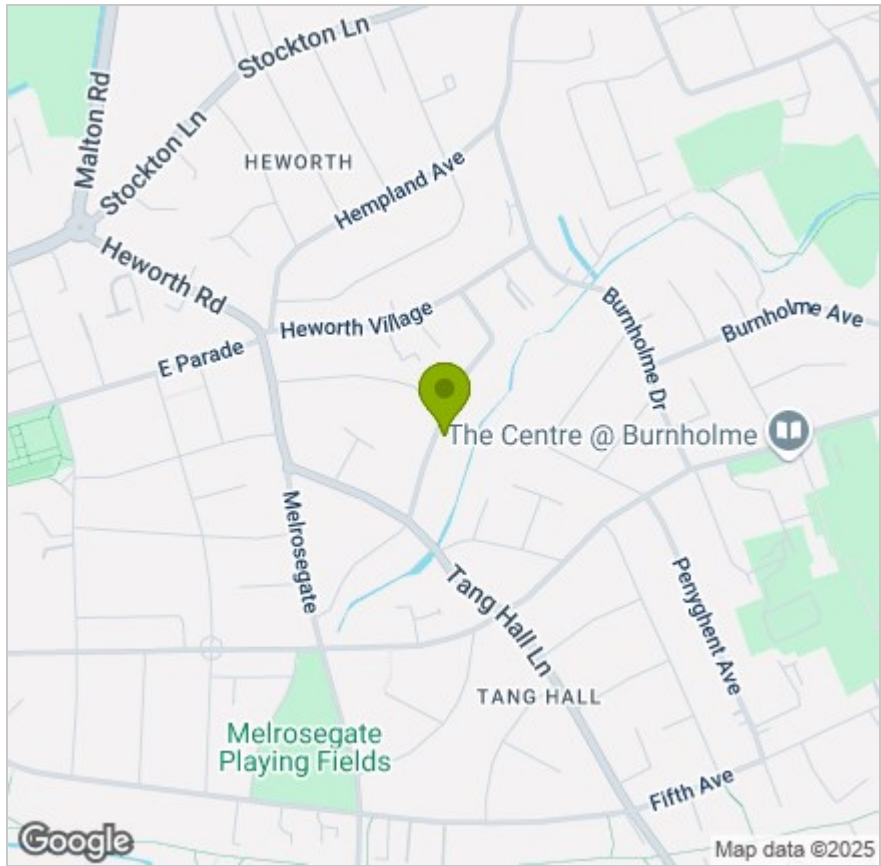 Stockton Ln
Malton Rd
Stockton Ln
HEWORTH
Hempland Ave
Heworth Rd
Heworth Village
E Parade
Burnholme Dr
Burnholme Ave
The Centre @ Burnholme
Melrosegate
Tang Hall Ln
Penyghent Ave
TANG HALL
Melrosegate
Playing Fields
Fifth Ave
Google
Map data ©2025